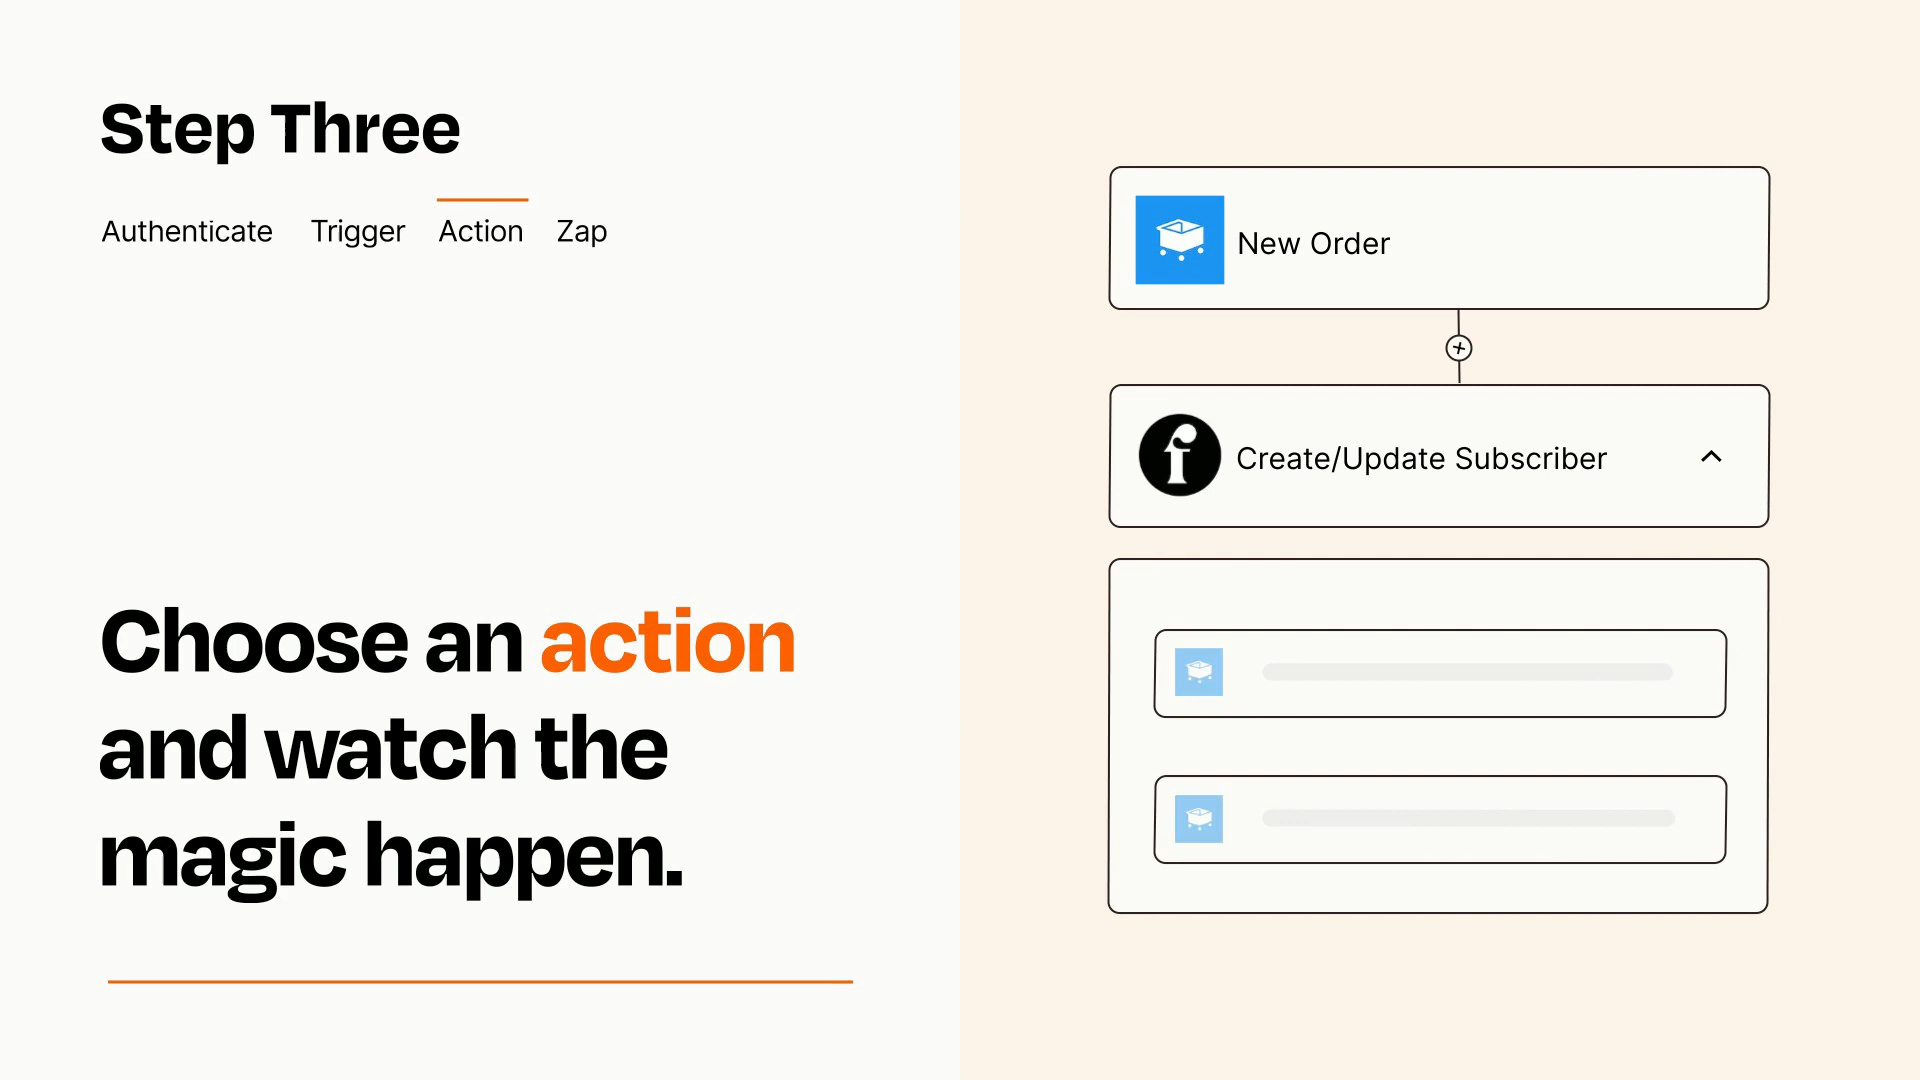 Step Three
Authenticate Trigger Action Zap
Choose an action
and watch the
magic happen.
New Order
f
Create/Update Subscriber